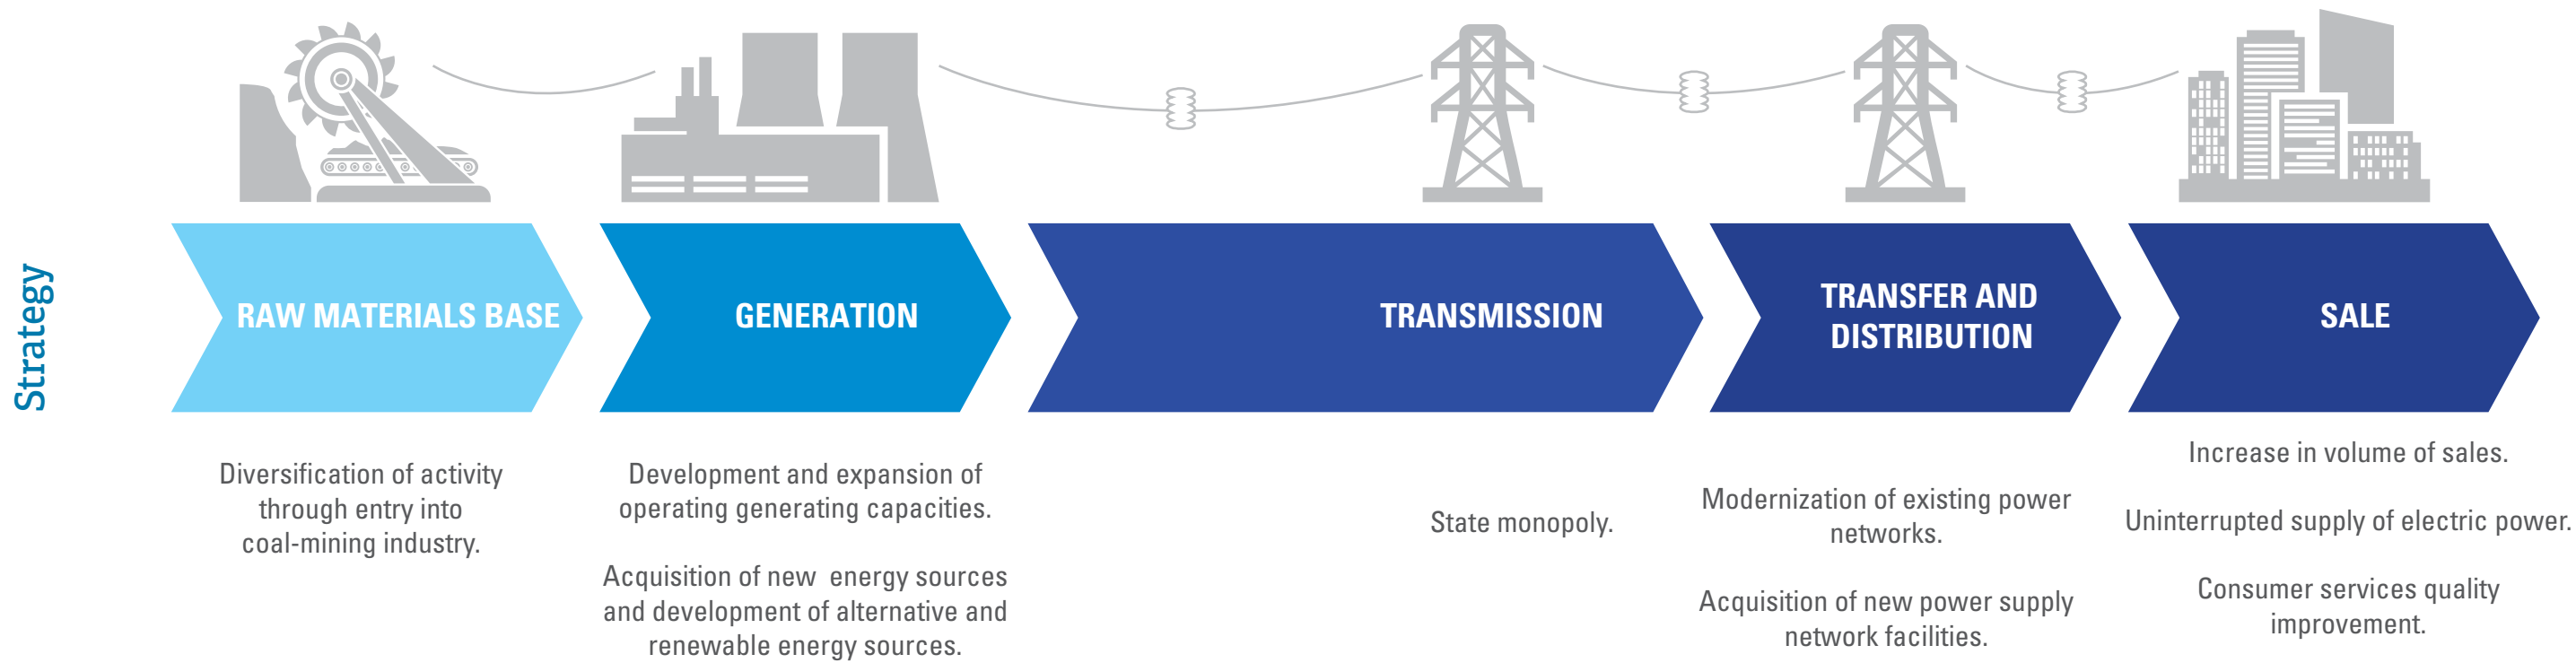 Strategy
RAW MATERIALS BASE
GENERATION
TRANSMISSION
TRANSFER AND
DISTRIBUTION
SALE
Diversification of activity
through entry into
coal-mining industry.
Development and expansion of
operating generating capacities.
Acquisition of new energy sources
and development of alternative and
renewable energy sources.
State monopoly.
Modernization of existing power
networks.
Acquisition of new power supply
network facilities.
Increase in volume of sales.
Uninterrupted supply of electric power.
Consumer services quality
improvement.